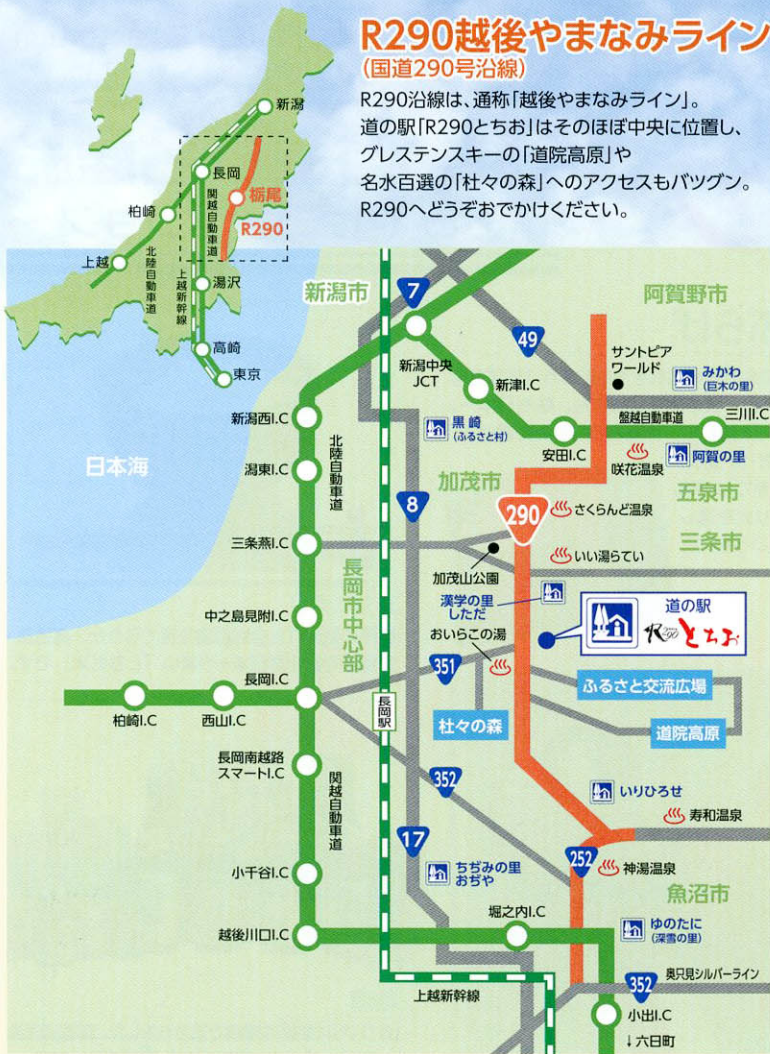 R290越後やまなみライン
(国道290号沿線)
R290沿線は、通称「越後やまなみライン」。
道の駅「R290とちお」はそのほぼ中央に位置し、
グレステンスキーの「道院高原」や
名水百選の「杜々の森」へのアクセスもバツグン。
R290へどうぞおでかけください。
新潟
長岡
栃尾
R290
柏崎
上越
北陸自動車道
関越自動車道
上越新幹線
湯沢
高崎
東京
新潟市
7
49
阿賀野市
サントピア
ワールド
みかわ
(巨木の里)
新潟中央
JCT
新津I.C
新潟西I.C
黒崎
(ふるさと村)
安田I.C
盤越自動車道
三川I.C
咲花温泉
阿賀の里
日本海
潟東I.C
北陸自動車道
加茂市
五泉市
8
290
さくらんど温泉
三条市
三条燕I.C
加茂山公園
いい湯らてい
漢学の里
しただ
中之島見附I.C
長岡市中心部
おいらこの湯
道の駅
R290とちお
351
長岡I.C
柏崎I.C
西山I.C
長岡駅
杜々の森
ふるさと交流広場
道院高原
長岡南越路
スマートI.C
関越自動車道
352
いりひろせ
寿和温泉
17
252
神湯温泉
小千谷I.C
ちぢみの里
おぢや
魚沼市
堀之内I.C
越後川口I.C
ゆのたに
(深雪の里)
上越新幹線
352
奥只見シルバーライン
小出I.C
↓六日町